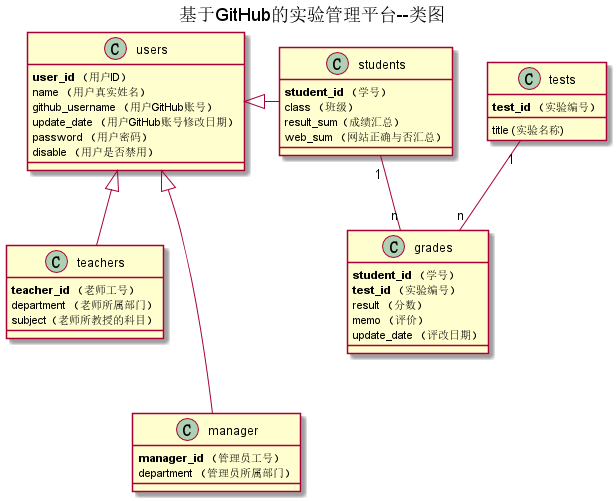 基于GitHub的实验管理平台--类图
C users
user_id （用户ID）
name （用户真实姓名）
github_username （用户GitHub账号）
update_date （用户GitHub账号修改日期）
password （用户密码）
disable （用户是否禁用）
C students
student_id （学号）
class （班级）
result_sum（成绩汇总）
web_sum （网站正确与否汇总）
C tests
test_id （实验编号）
title (实验名称)
1
1
n
n
C teachers
teacher_id （老师工号）
department （老师所属部门）
subject（老师所教授的科目）
C grades
student_id （学号）
test_id （实验编号）
result （分数）
memo （评价）
update_date （评改日期）
C manager
manager_id （管理员工号）
department （管理员所属部门）